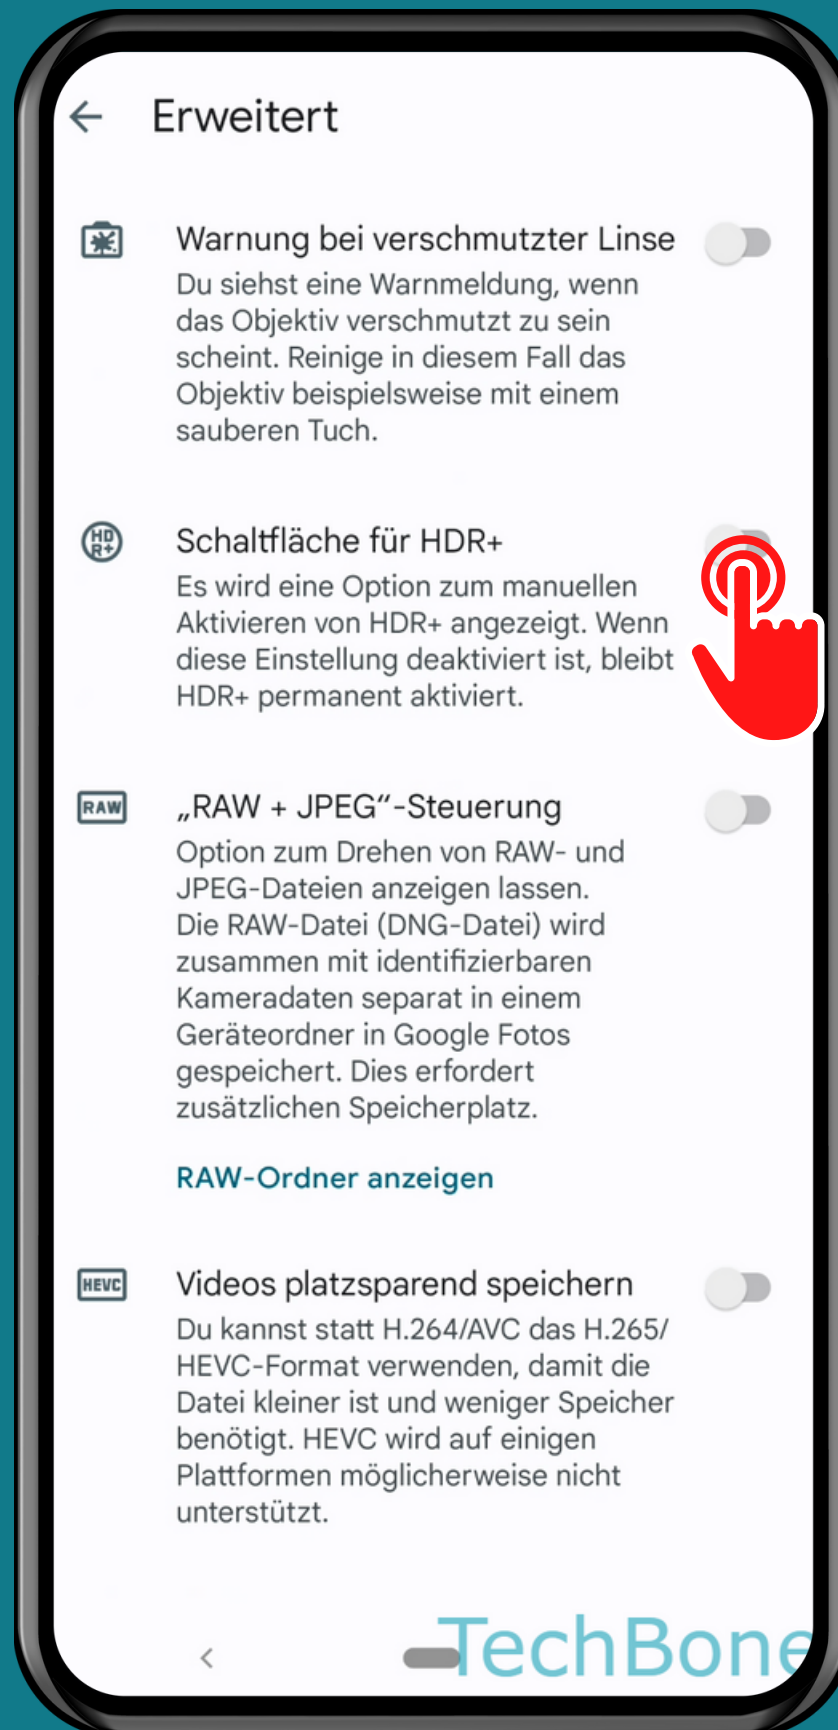 Erweitert
Warnung bei verschmutzter Linse
Du siehst eine Warnmeldung, wenn
das Objektiv verschmutzt zu sein
scheint. Reinige in diesem Fall das
Objektiv beispielsweise mit einem
sauberen Tuch.
HD
R+
Schaltfläche für HDR+
Es wird eine Option zum manuellen
Aktivieren von HDR+ angezeigt. Wenn
diese Einstellung deaktiviert ist, bleibt
HDR+ permanent aktiviert.
RAW
„RAW + JPEG“-Steuerung
Option zum Drehen von RAW- und
JPEG-Dateien anzeigen lassen.
Die RAW-Datei (DNG-Datei) wird
zusammen mit identifizierbaren
Kameradaten separat in einem
Geräteordner in Google Fotos
gespeichert. Dies erfordert
zusätzlichen Speicherplatz.
RAW-Ordner anzeigen
HEVC
Videos platzsparend speichern
Du kannst statt H.264/AVC das H.265/
HEVC-Format verwenden, damit die
Datei kleiner ist und weniger Speicher
benötigt. HEVC wird auf einigen
Plattformen möglicherweise nicht
unterstützt.
TechBone